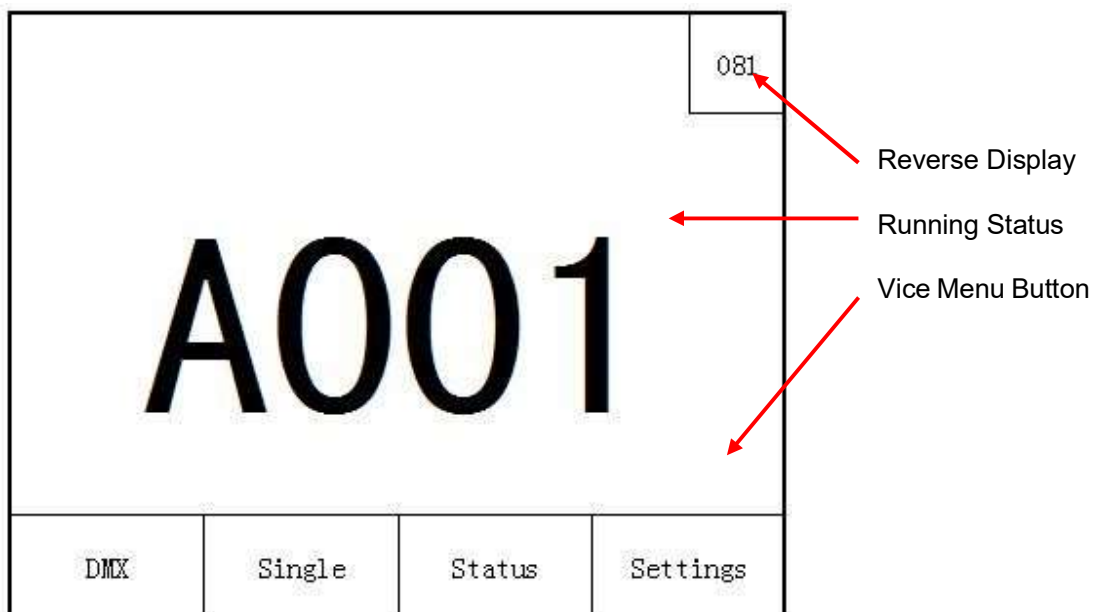 081
Reverse Display
Running Status
A001
Vice Menu Button
DMX Single Status Settings